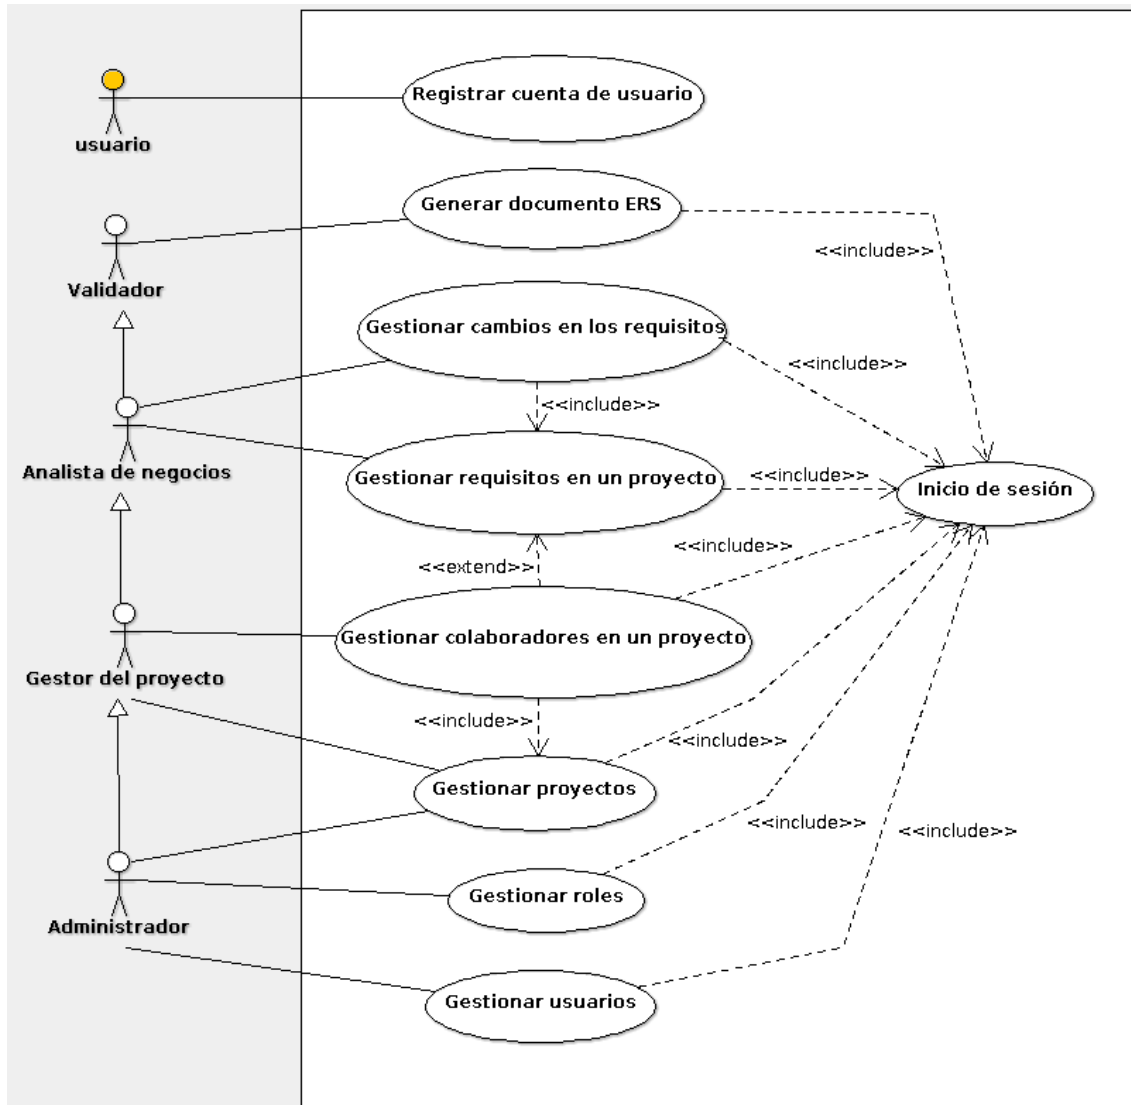 Registrar cuenta de usuario
usuario
Generar documento ERS
<<include>>
Validador
Gestionar cambios en los requisitos
<<include>>
<<include>>
Analista de negocios
Gestionar requisitos en un proyecto
<<include>>
Inicio de sesión
<<include>>
<<extend>>
Gestionar colaboradores en un proyecto
Gestor del proyecto
<<include>>
<<include>>
Gestionar proyectos
<<include>>
<<include>>
Gestionar roles
Administrador
Gestionar usuarios